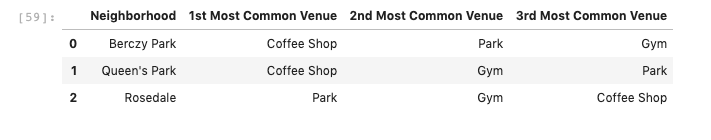 [59]: Neighborhood 1st Most Common Venue 2nd Most Common Venue 3rd Most Common Venue
0 Berczy Park Coffee Shop Park Gym
1 Queen's Park Coffee Shop Gym Park
2 Rosedale Park Gym Coffee Shop